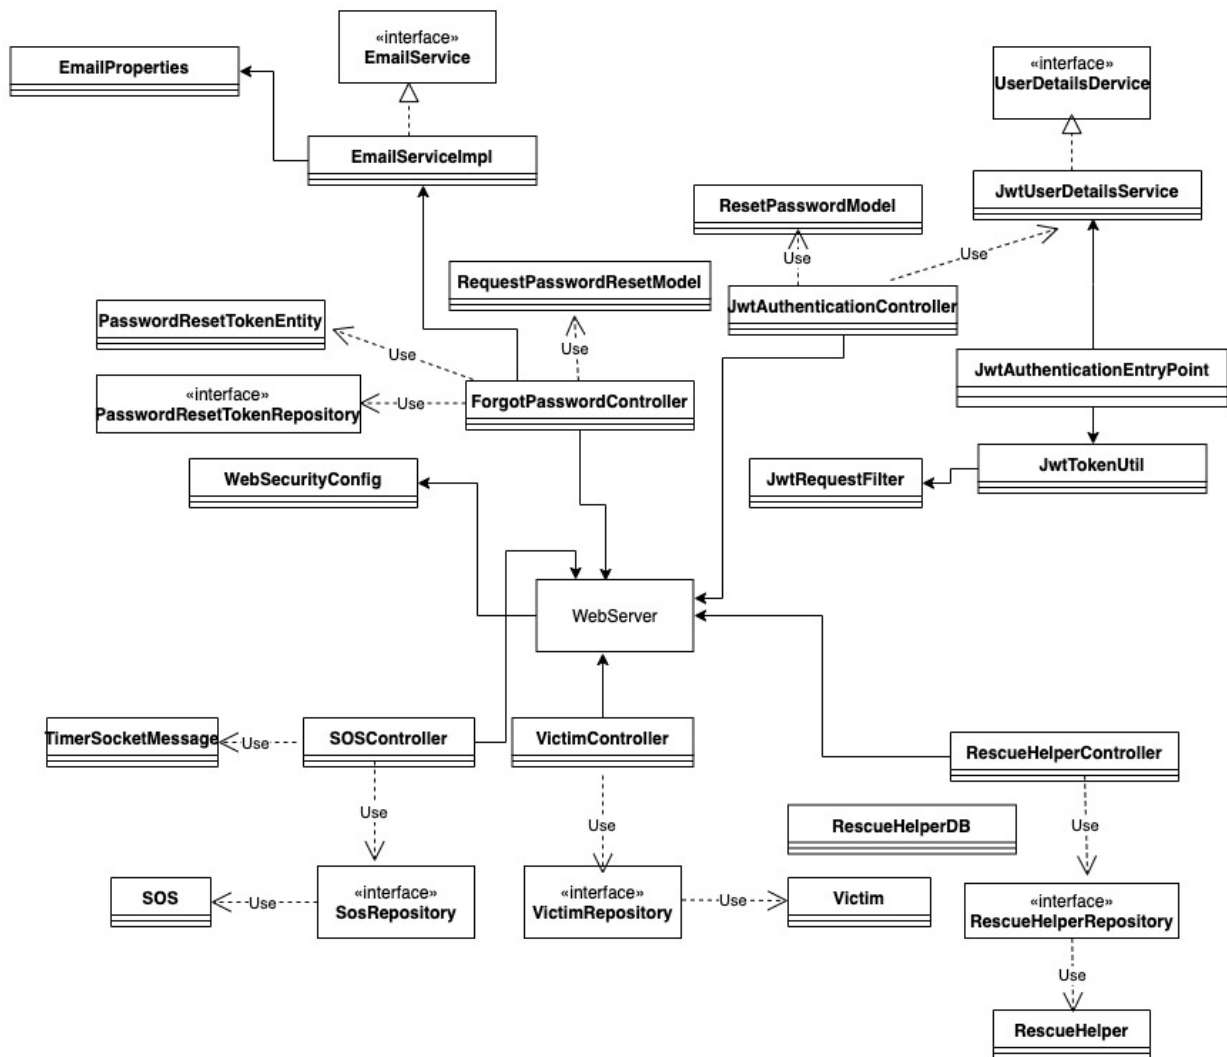 «interface»
EmailService
EmailProperties
«interface»
UserDetailsDervice
EmailServiceImpl
ResetPasswordModel
JwtUserDetailsService
Use
Use
RequestPasswordResetModel
JwtAuthenticationController
PasswordResetTokenEntity
Use
Use
JwtAuthenticationEntryPoint
«interface»
PasswordResetTokenRepository
Use
ForgotPasswordController
WebSecurityConfig
JwtRequestFilter
JwtTokenUtil
WebServer
TimerSocketMessage
Use
SOSController
VictimController
RescueHelperController
Use
Use
RescueHelperDB
Use
SOS
Use
«interface»
SosRepository
«interface»
VictimRepository
Use
Victim
«interface»
RescueHelperRepository
Use
RescueHelper